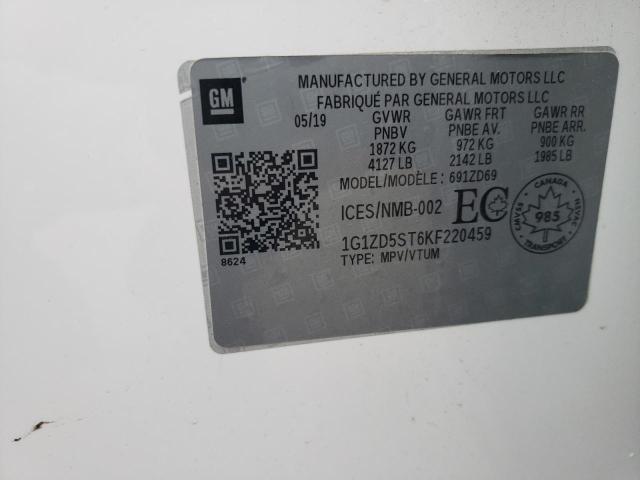 GM
MANUFACTURED BY GENERAL MOTORS LLC
FABRIQUÉ PAR GENERAL MOTORS LLC
05/19 GVWR GAWR FRT GAWR RR
PNBV PNBE AV. PNBE ARR.
1872 KG 972 KG 900 KG
4127 LB 2142 LB 1985 LB
MODEL/MODÈLE: 691ZD69
ICES/NMB-002 EC
CANADA
985
TRANSPORT
1G1ZD5ST6KF220459
TYPE: MPV/VTUM
8624